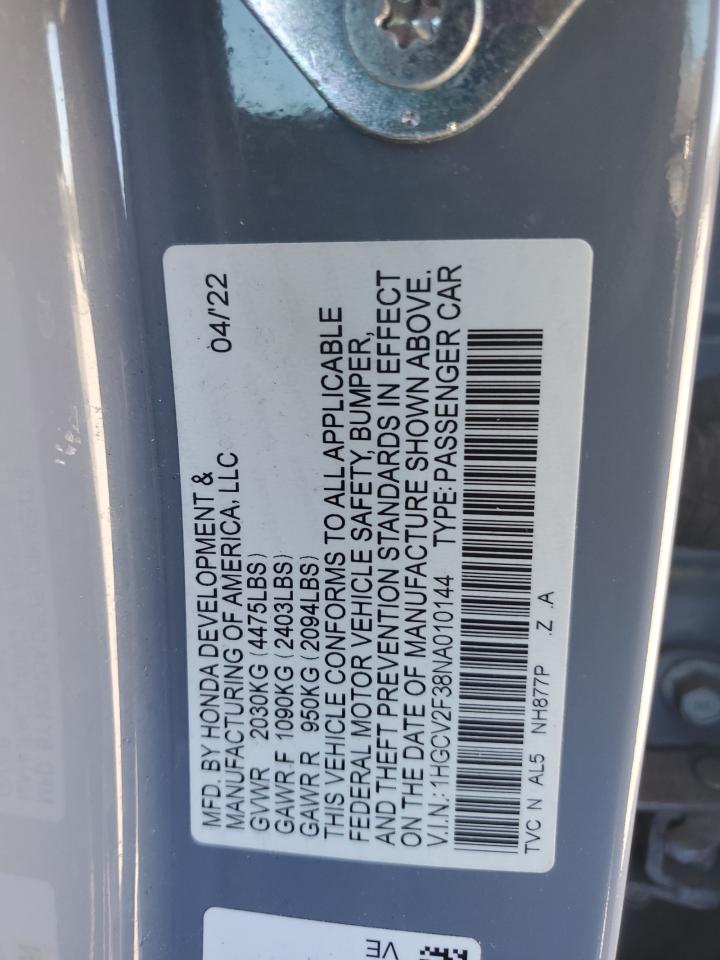 MFD. BY HONDA DEVELOPMENT &
MANUFACTURING OF AMERICA, LLC 04/'22
GVWR 2030KG (4475LBS)
GAWR F 1090KG (2403LBS)
GAWR R 950KG (2094LBS)
THIS VEHICLE CONFORMS TO ALL APPLICABLE
FEDERAL MOTOR VEHICLE SAFETY, BUMPER,
AND THEFT PREVENTION STANDARDS IN EFFECT
ON THE DATE OF MANUFACTURE SHOWN ABOVE.
V.I.N.: 1HGCV2F38NA010144 TYPE: PASSENGER CAR
TVC N AL5 NH877P .Z .A
VE